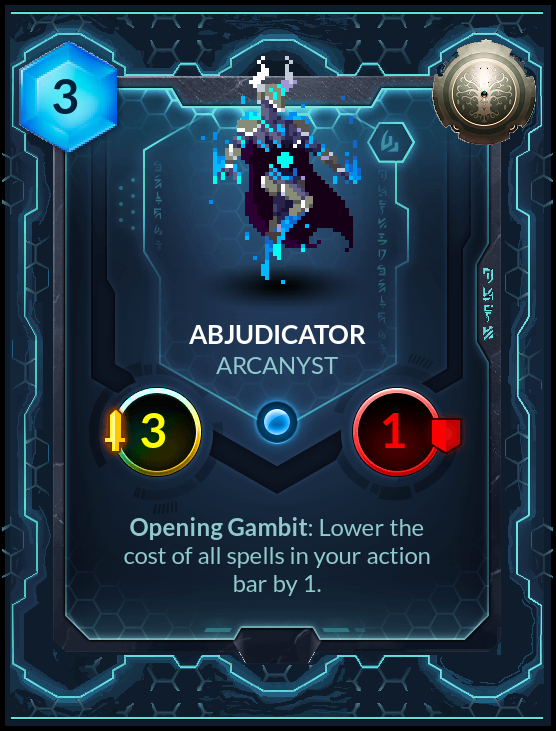 3
ABJUDICATOR
ARCANYST
3
1
Opening Gambit: Lower the
cost of all spells in your action
bar by 1.